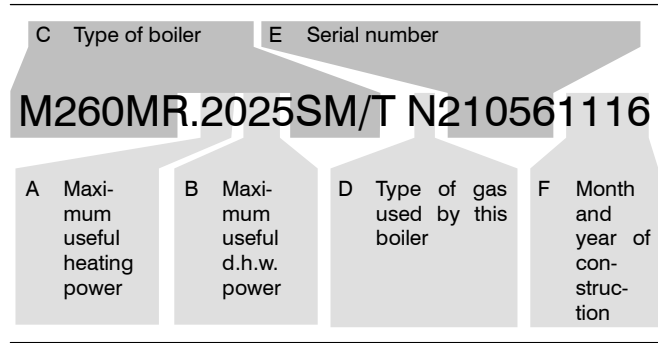 C Type of boiler E Serial number
M260MR.2025SM/T N210561116
A Maxi-
mum
useful
heating
power
B Maxi-
mum
useful
d.h.w.
power
D Type of gas
used by this
boiler
F Month
and
year of
con-
struc-
tion